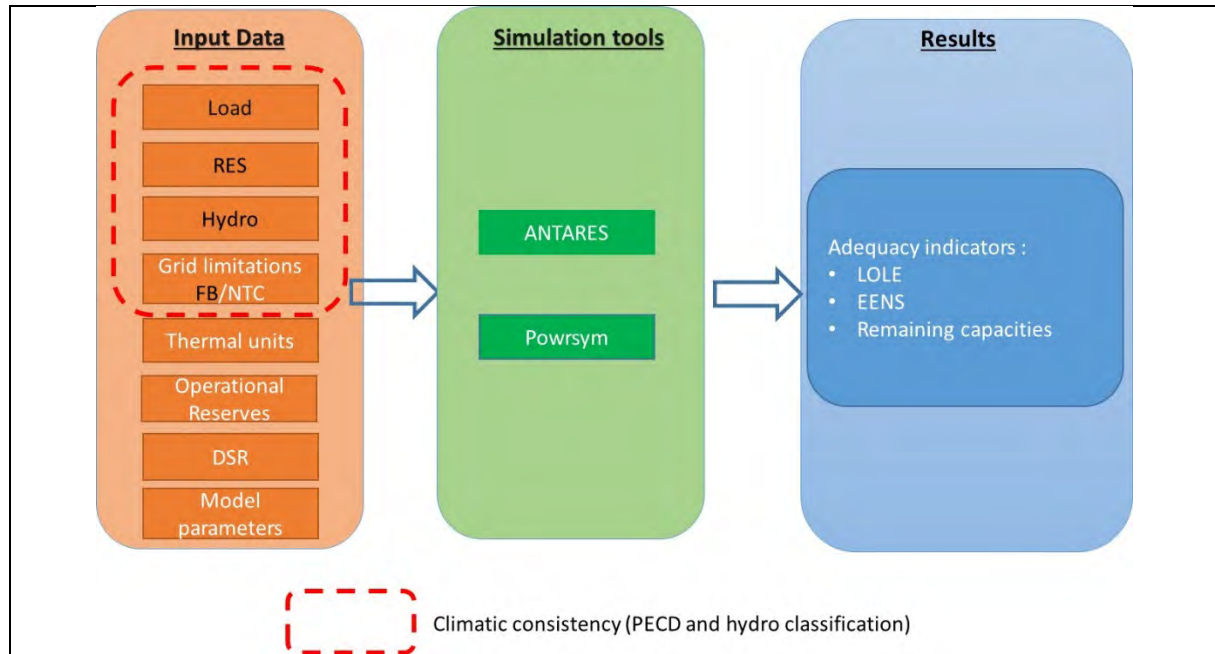 Input Data
Load
RES
Hydro
Grid limitations
FB/NTC
Thermal units
Operational
Reserves
DSR
Model
parameters
Simulation tools
ANTARES
Powrsym
Results
Adequacy indicators :
• LOLE
• EENS
• Remaining capacities
Climatic consistency (PECD and hydro classification)